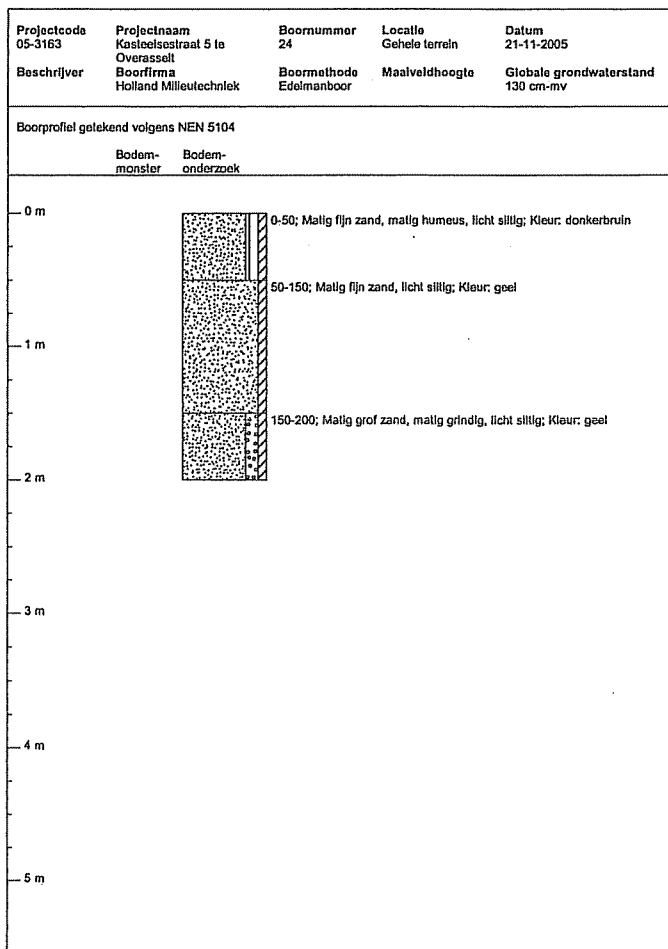 Projectcode Projectnaam Boornummer Locatie Datum
05-3163 Kasteelsestraat 5 te 24 Gehele terrein 21-11-2005
Overasselt
Beschrijver Boorfirma Boormethode Maaiveldhoogte Globale grondwaterstand
Holland Milieutechniek Edelmanboor 130 cm-mv
Boorprofiel getekend volgens NEN 5104
Bodem- Bodem-
monster onderzoek
0 m
0-50; Matig fijn zand, matig humeus, licht siltig; Kleur: donkerbruin
50-150; Matig fijn zand, licht siltig; Kleur: geel
1 m
150-200; Matig grof zand, matig grindig, licht siltig; Kleur: geel
2 m
3 m
4 m
5 m